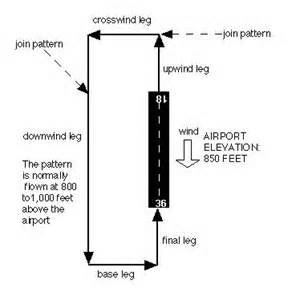 crosswind leg
join pattern
join pattern
upwind leg
18
downwind leg
wind
AIRPORT
ELEVATION:
850 FEET
The pattern
is normally
flown at 800
to1,000 feet
above the
airport
36
final leg
base leg